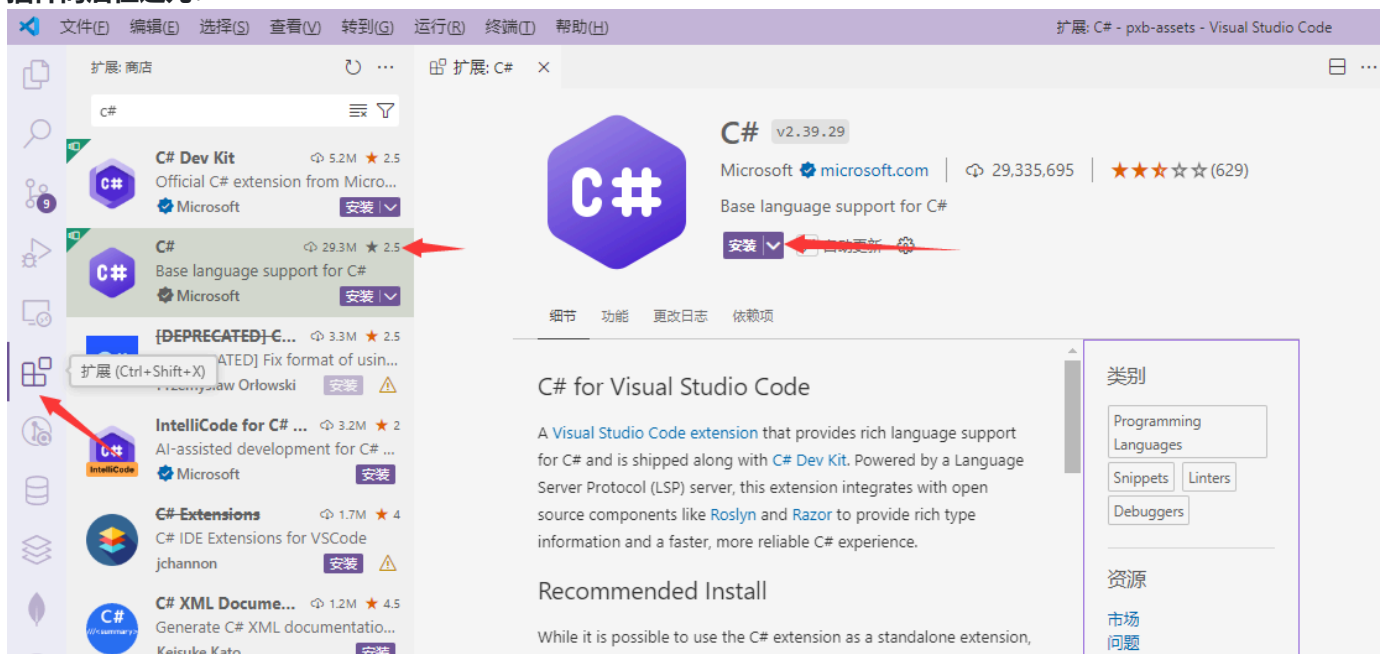 文件(F) 编辑(E) 选择(S) 查看(V) 转到(G) 运行(R) 终端(T) 帮助(H) 扩展: C# - pxb-assets - Visual Studio Code
扩展: 商店
扩展: C#
c#
C# Dev Kit 5.2M ★ 2.5
Official C# extension from Micro...
Microsoft 安装
C# 29.3M ★ 2.5
Base language support for C#
Microsoft 安装
[DEPRECATED] C... 3.3M ★ 2.5
ATED] Fix format of usin...
Orłowski 安装
扩展 (Ctrl+Shift+X)
IntelliCode for C# ... 3.2M ★ 2
AI-assisted development for C# ...
Microsoft 安装
IntelliCode
C# Extensions 1.7M ★ 4
C# IDE Extensions for VSCode
jchannon 安装
C# XML Docume... 1.2M ★ 4.5
Generate C# XML documentatio...
Keisuke Kato 安装
C#
///<summary>
9
C#
C# v2.39.29
Microsoft microsoft.com 29,335,695 ★★★☆☆(629)
Base language support for C#
安装 自动更新
细节 功能 更改日志 依赖项
C# for Visual Studio Code
A Visual Studio Code extension that provides rich language support
for C# and is shipped along with C# Dev Kit. Powered by a Language
Server Protocol (LSP) server, this extension integrates with open
source components like Roslyn and Razor to provide rich type
information and a faster, more reliable C# experience.
Recommended Install
While it is possible to use the C# extension as a standalone extension,
类别
Programming
Languages
Snippets Linters
Debuggers
资源
市场
问题